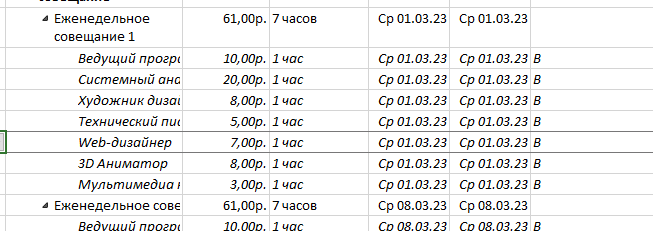 Еженедельное 61,00р. 7 часов Ср 01.03.23 Ср 01.03.23
совещание 1
Ведущий програ 10,00р. 1 час Ср 01.03.23 Ср 01.03.23 В
Системный ана 20,00р. 1 час Ср 01.03.23 Ср 01.03.23 В
Художник дизаı 8,00р. 1 час Ср 01.03.23 Ср 01.03.23 В
Технический пис 5,00р. 1 час Ср 01.03.23 Ср 01.03.23 В
Web-дизайнер 7,00р. 1 час Ср 01.03.23 Ср 01.03.23 В
3D Аниматор 8,00р. 1 час Ср 01.03.23 Ср 01.03.23 В
Мультимедиа 3,00р. 1 час Ср 01.03.23 Ср 01.03.23 В
Еженедельное сове 61,00р. 7 часов Ср 08.03.23 Ср 08.03.23
Ведущий програ 10,00р. 1 час Ср 08.03.23 Ср 08.03.23 В